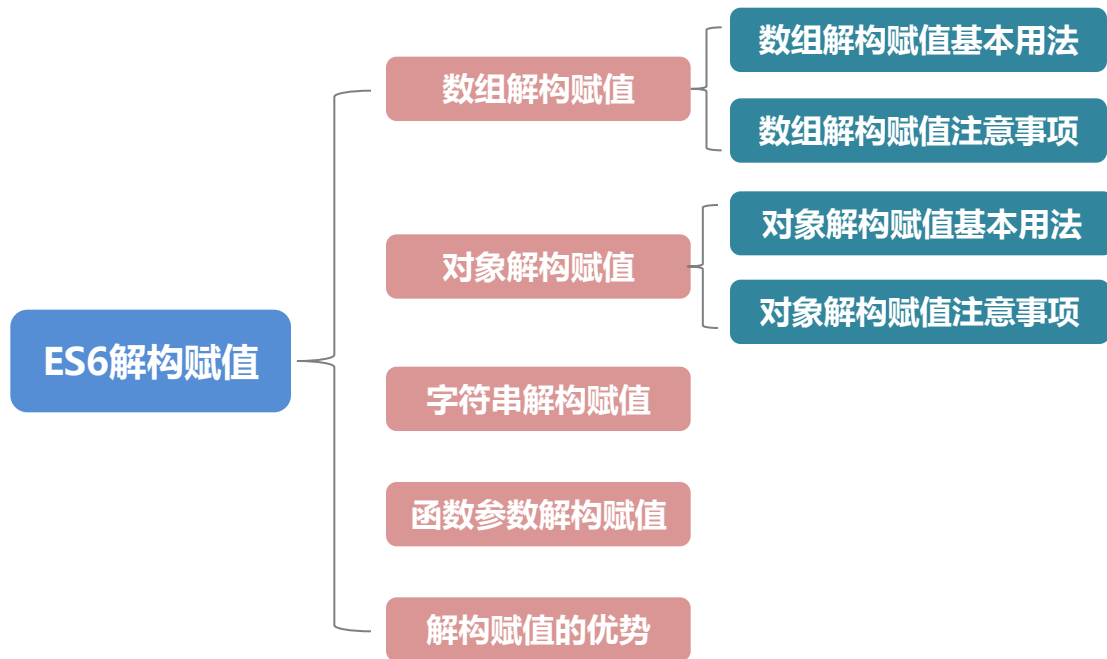 ES6解构赋值
数组解构赋值
数组解构赋值基本用法
数组解构赋值注意事项
对象解构赋值
对象解构赋值基本用法
对象解构赋值注意事项
字符串解构赋值
函数参数解构赋值
解构赋值的优势